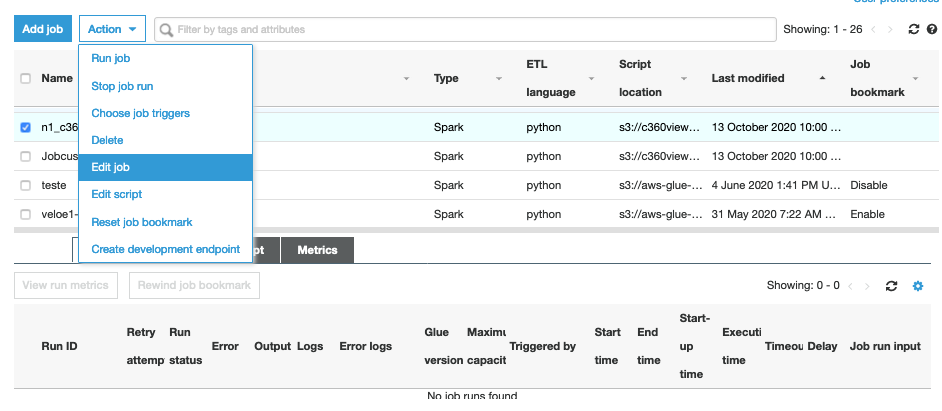 User preferences
Add job Action Filter by tags and attributes Showing: 1 - 26
Name Type ETL language Script location Last modified Job bookmark
n1_c36 Spark python s3://c360view... 13 October 2020 10:00 ...
Jobcus Spark python s3://c360view... 13 October 2020 10:00 ...
teste Spark python s3://aws-glue-... 4 June 2020 1:41 PM U... Disable
veloe1- Spark python s3://aws-glue-... 31 May 2020 7:22 AM ... Enable
Run job
Stop job run
Choose job triggers
Delete
Edit job
Edit script
Reset job bookmark
Create development endpoint
Metrics
View run metrics Rewind job bookmark Showing: 0 - 0
Run ID Retry attemp Run status Error Output Logs Error logs Glue version Maximu capacit Triggered by Start time End time Start-up time Executi time Timeou Delay Job run input
No job runs found